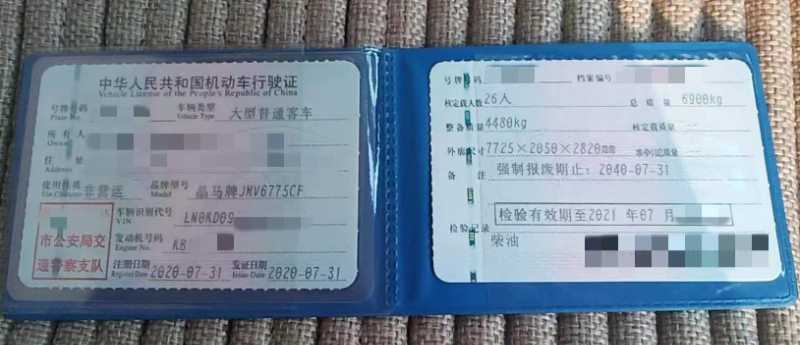 中华人民共和国机动车行驶证
Vehicle License of the People's Republic of China
号牌号码 Plate No. 车辆类型 Vehicle Type 大型普通客车
所有人
住址 Address
使用性质 Use Character 非营运 品牌型号 Model 晶马牌JMV6775CF
市公安局交
通警察支队
车辆识别代号 VIN LN0KD09
发动机号码 Engine No. K8
注册日期 Register Date 2020-07-31 发证日期 Issue Date 2020-07-31
号牌号码 档案编号
核定载人数 26人 总质量 6900kg
整备质量 4480kg 核定载质量
外廓尺寸 7725×2050×2820mm 准牵引总质量
备注 强制报废期止:2040-07-31
检验有效期至2021年07月
检验记录
柴油